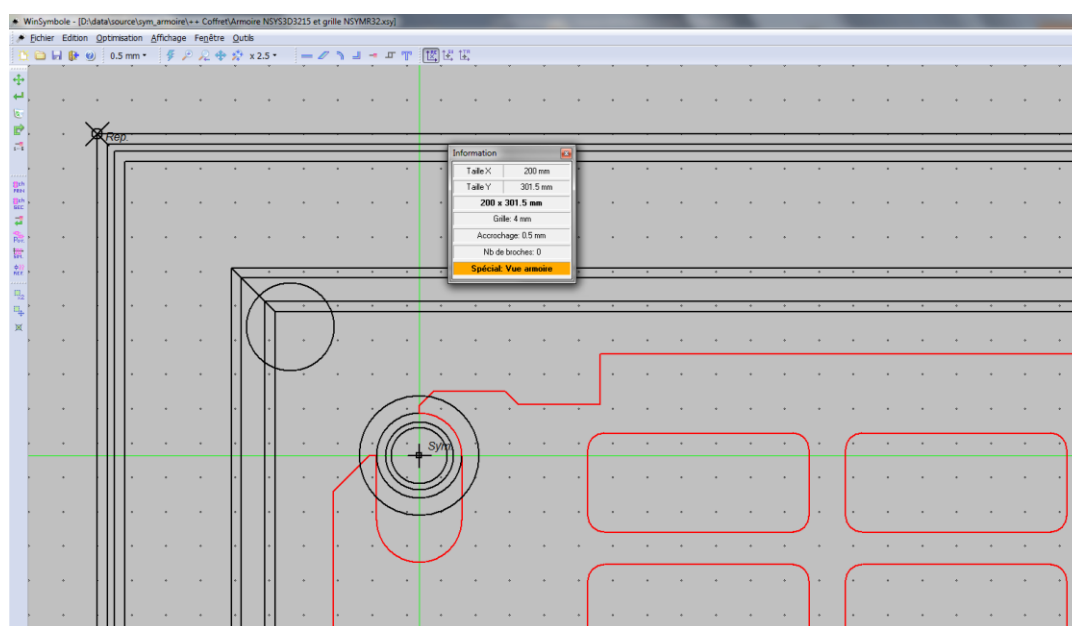 WinSymbole - [D:\data\source\sym_armoire\++ Coffret\Armoire NSYS3D3215 et grille NSYMR32.xsy]
Fichier Edition Optimisation Affichage Fenêtre Outils
0.5 mm x 2.5
Rep.
Information
Taille X 200 mm
Taille Y 301.5 mm
200 x 301.5 mm
Grille: 4 mm
Accrochage: 0.5 mm
Nb de broches: 0
Spécial: Vue armoire
Sym.